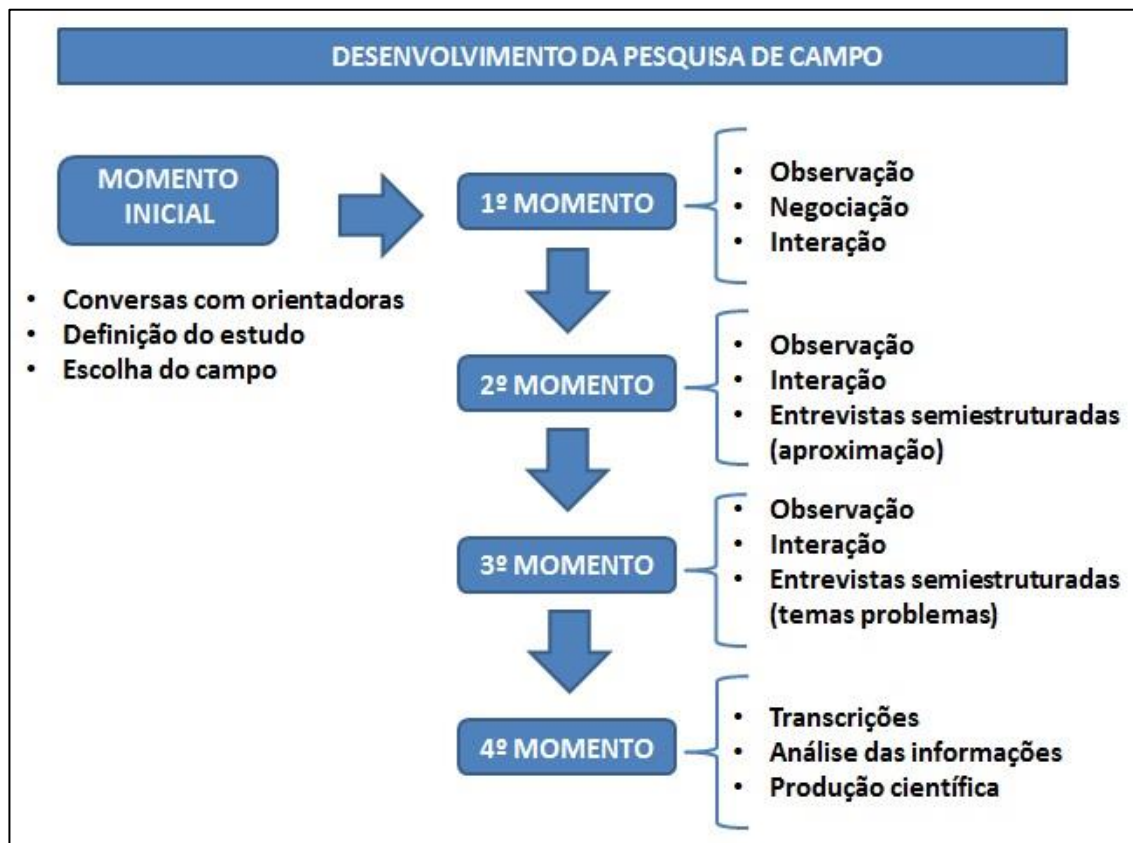 DESENVOLVIMENTO DA PESQUISA DE CAMPO
MOMENTO
INICIAL
• Conversas com orientadoras
• Definição do estudo
• Escolha do campo
1º MOMENTO
• Observação
• Negociação
• Interação
2º MOMENTO
• Observação
• Interação
• Entrevistas semiestruturadas
(aproximação)
3º MOMENTO
• Observação
• Interação
• Entrevistas semiestruturadas
(temas problemas)
4º MOMENTO
• Transcrições
• Análise das informações
• Produção científica